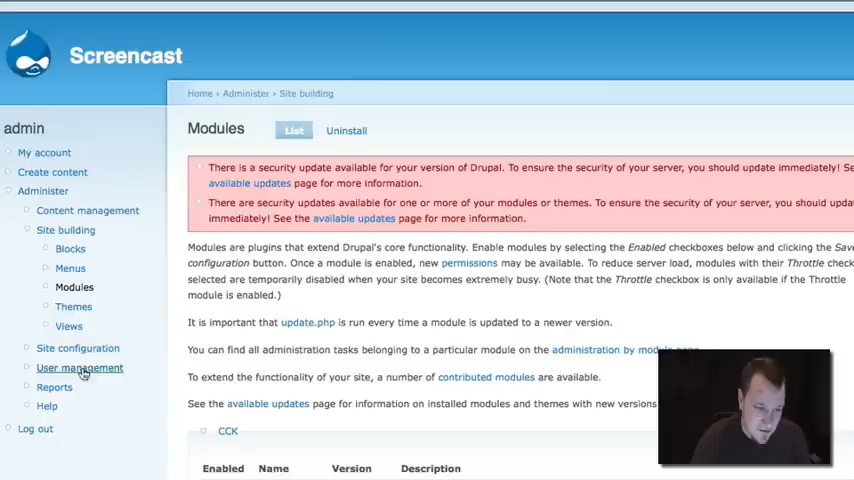 Screencast
Home › Administer › Site building
admin
My account
Create content
Administer
Content management
Site building
Blocks
Menus
Modules
Themes
Views
Site configuration
User management
Reports
Help
Log out
Modules
List
Uninstall
There is a security update available for your version of Drupal. To ensure the security of your server, you should update immediately! Se
available updates page for more information.
There are security updates available for one or more of your modules or themes. To ensure the security of your server, you should upda
immediately! See the available updates page for more information.
Modules are plugins that extend Drupal's core functionality. Enable modules by selecting the Enabled checkboxes below and clicking the Save
configuration button. Once a module is enabled, new permissions may be available. To reduce server load, modules with their Throttle check
selected are temporarily disabled when your site becomes extremely busy. (Note that the Throttle checkbox is only available if the Throttle
module is enabled.)
It is important that update.php is run every time a module is updated to a newer version.
You can find all administration tasks belonging to a particular module on the administration by module page.
To extend the functionality of your site, a number of contributed modules are available.
See the available updates page for information on installed modules and themes with new versions
CCK
Enabled Name Version Description